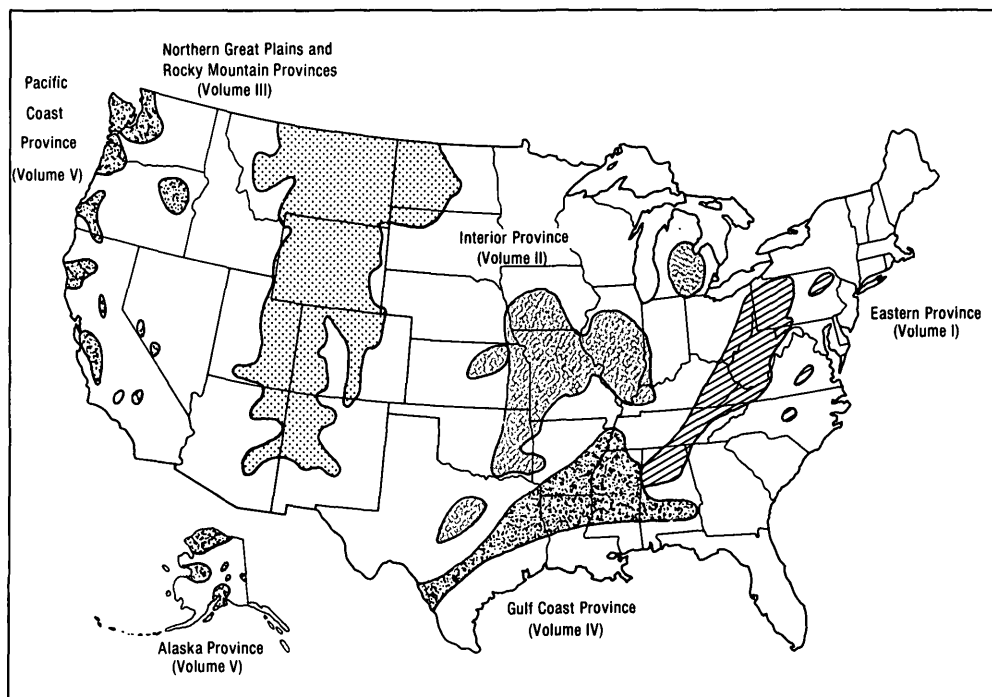 Northern Great Plains and
Rocky Mountain Provinces
(Volume III)
Pacific
Coast
Province
(Volume V)
Interior Province
(Volume II)
Eastern Province
(Volume I)
Gulf Coast Province
(Volume IV)
Alaska Province
(Volume V)